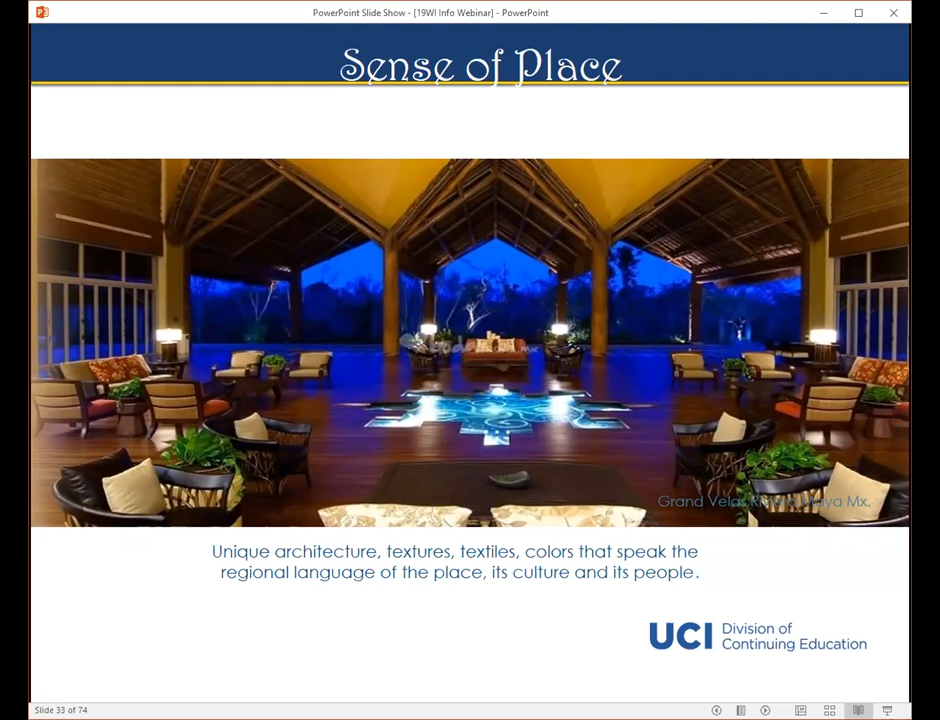 PowerPoint Slide Show - [19WI Info Webinar] - PowerPoint
Sense of Place
Grand Velas Riviera Maya Mx.
Unique architecture, textures, textiles, colors that speak the
regional language of the place, its culture and its people.
UCI Division of
Continuing Education
Slide 33 of 74